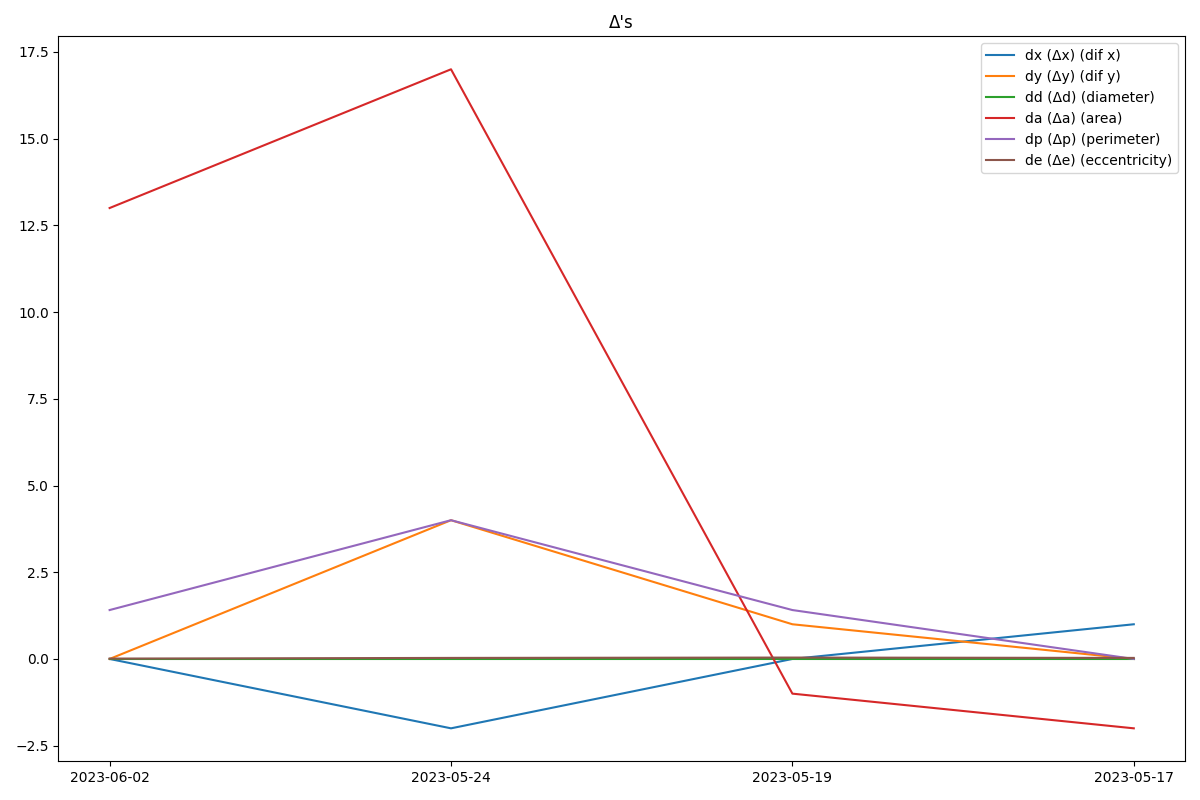 Δ's
17.5
15.0
12.5
10.0
7.5
5.0
2.5
0.0
−2.5
2023-06-02
2023-05-24
2023-05-19
2023-05-17
dx (Δx) (dif x)
dy (Δy) (dif y)
dd (Δd) (diameter)
da (Δa) (area)
dp (Δp) (perimeter)
de (Δe) (eccentricity)